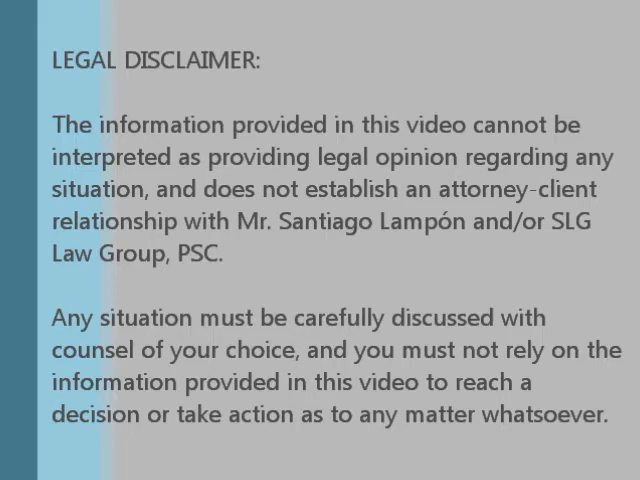 LEGAL DISCLAIMER:
The information provided in this video cannot be
interpreted as providing legal opinion regarding any
situation, and does not establish an attorney-client
relationship with Mr. Santiago Lampón and/or SLG
Law Group, PSC.
Any situation must be carefully discussed with
counsel of your choice, and you must not rely on the
information provided in this video to reach a
decision or take action as to any matter whatsoever.